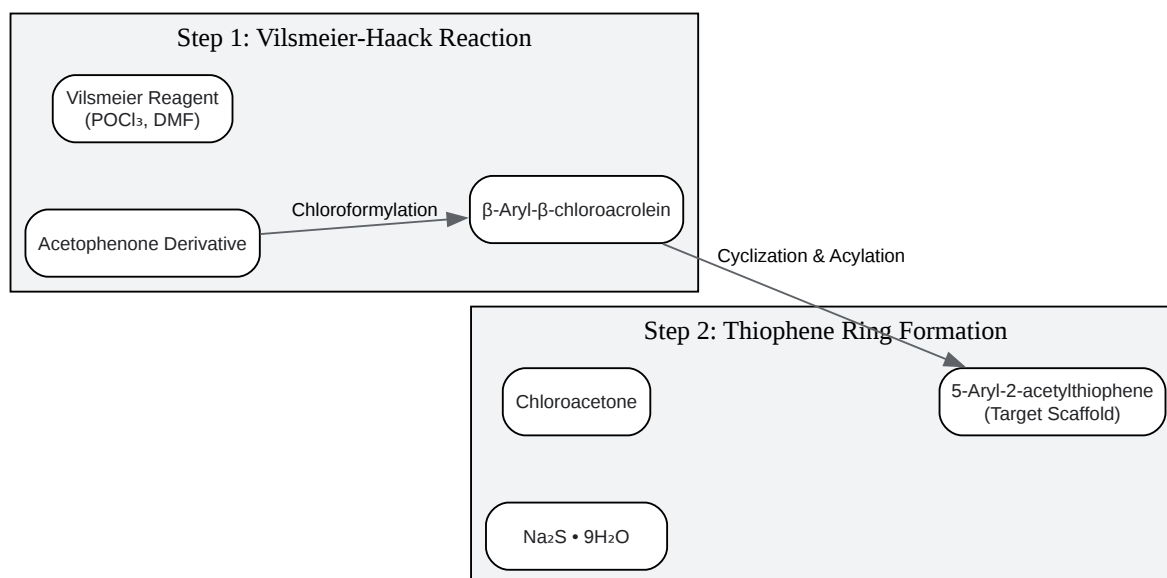 Step 1: Vilsmeier-Haack Reaction
Vilsmeier Reagent
(POCl₃, DMF)
Acetophenone Derivative
Chloroformylation
β-Aryl-β-chloroacrolein
Cyclization & Acylation
Step 2: Thiophene Ring Formation
Chloroacetone
5-Aryl-2-acetylthiophene
(Target Scaffold)
Na₂S • 9H₂O